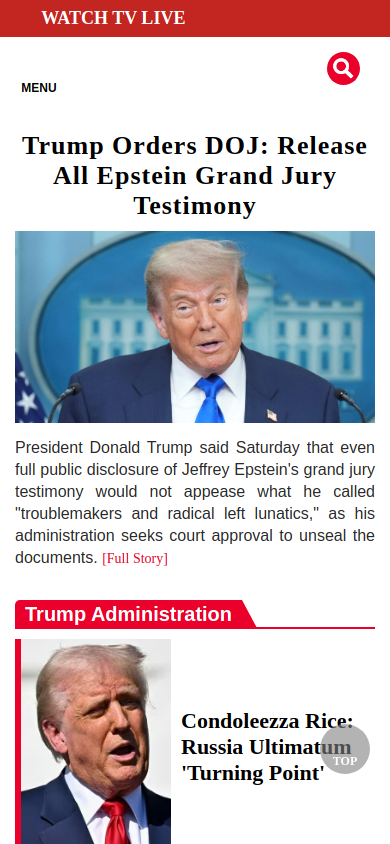 WATCH TV LIVE
MENU
Trump Orders DOJ: Release
All Epstein Grand Jury
Testimony
President Donald Trump said Saturday that even
full public disclosure of Jeffrey Epstein's grand jury
testimony would not appease what he called
"troublemakers and radical left lunatics," as his
administration seeks court approval to unseal the
documents. [Full Story]
Trump Administration
Condoleezza Rice:
Russia Ultimatum
'Turning Point'
TOP